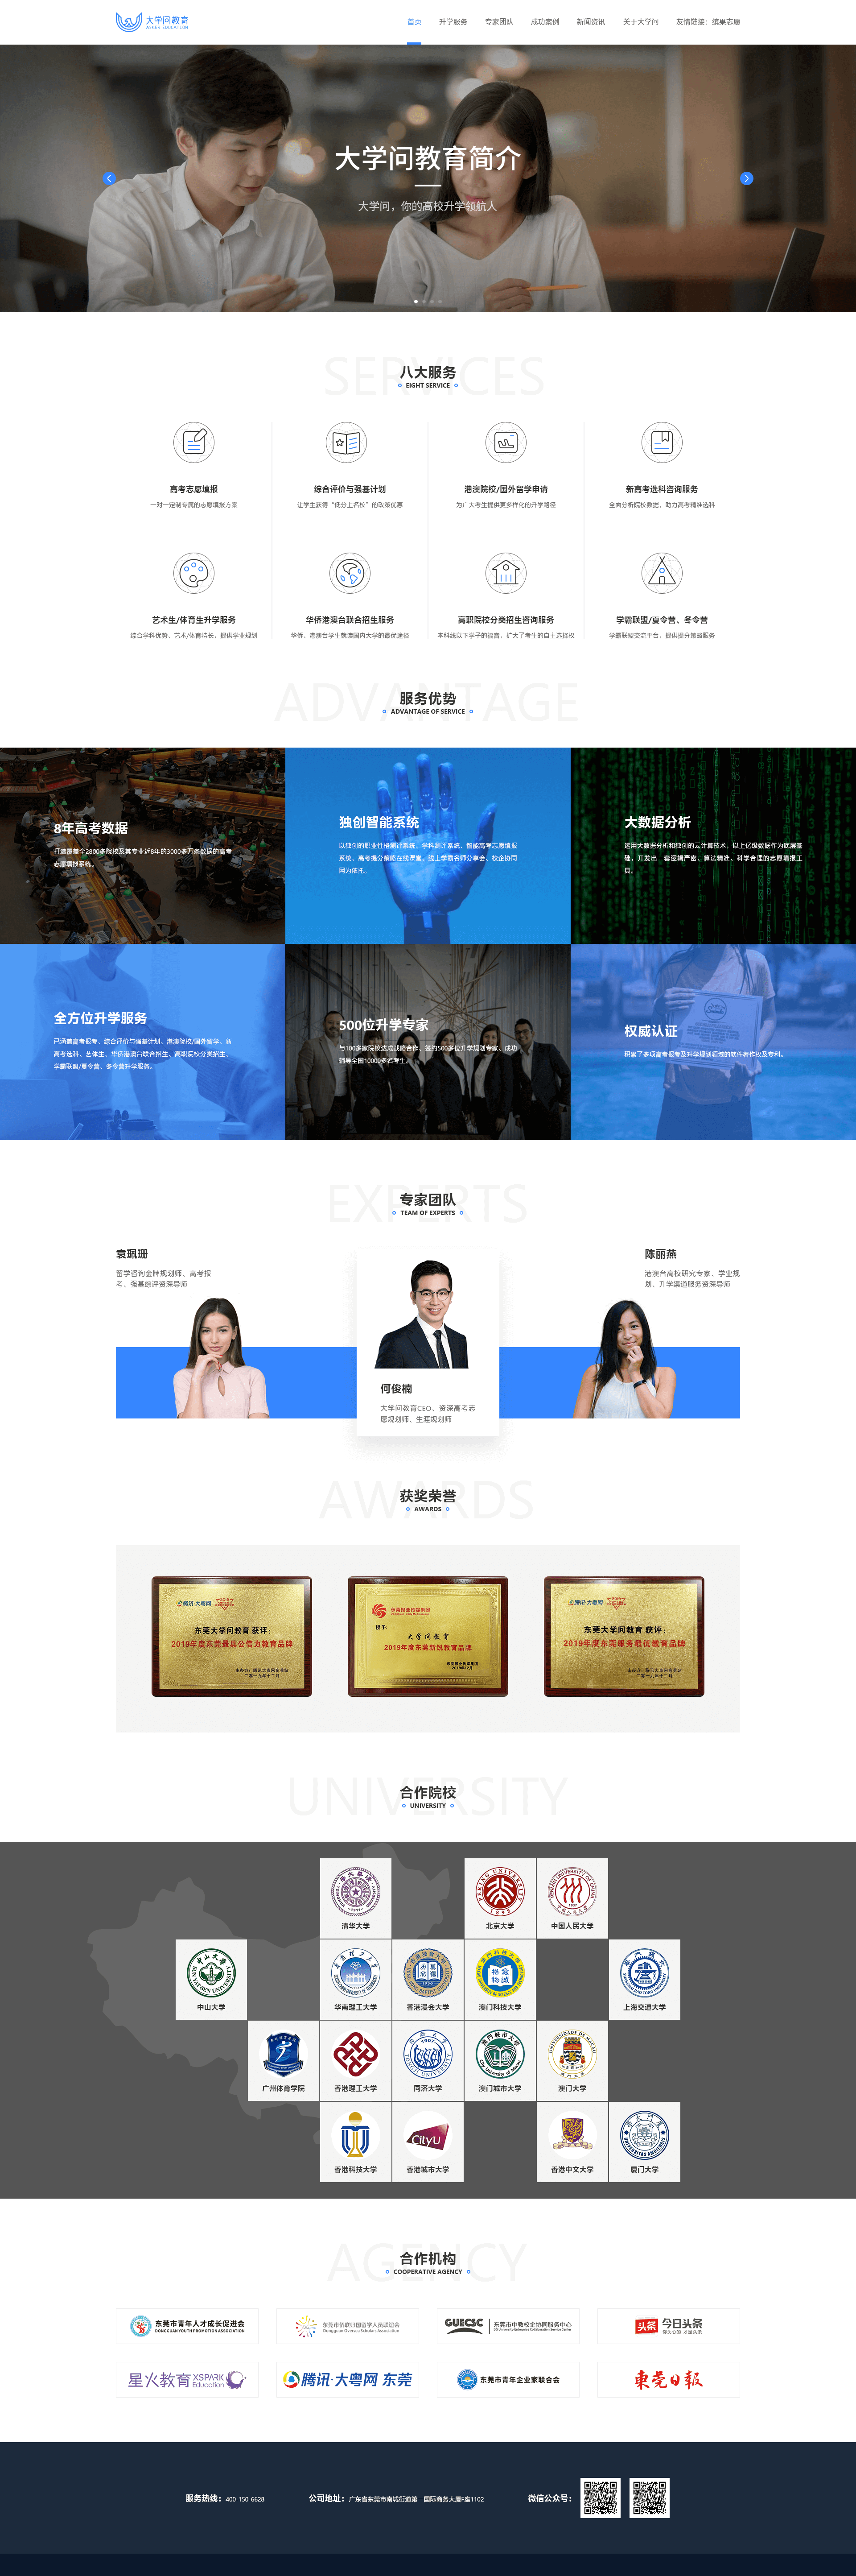 大学问教育
ASKER EDUCATION
首页
升学服务
专家团队
成功案例
新闻资讯
关于大学问
友情链接：缤果志愿
大学问教育简介
大学问，你的高校升学领航人
SERVICES
八大服务
EIGHT SERVICE
高考志愿填报
一对一定制专属的志愿填报方案
综合评价与强基计划
让学生获得“低分上名校”的政策优惠
港澳院校/国外留学申请
为广大考生提供更多样化的升学路径
新高考选科咨询服务
全面分析院校数据，助力高考精准选科
艺术生/体育生升学服务
综合学科优势、艺术/体育特长，提供学业规划
华侨港澳台联合招生服务
华侨，港澳台学生就读国内大学的最优途径
高职院校分类招生咨询服务
本科线以下学子的福音，扩大了考生的自主选择权
学霸联盟/夏令营、冬令营
学霸联盟交流平台，提供提分策略服务
ADVANTAGE
服务优势
ADVANTAGE OF SERVICE
8年高考数据
打造覆盖全2800多院校及其专业近8年的3000多万条数据的高考
志愿填报系统。
独创智能系统
以独创的职业性格测评系统、学科测评系统、智能高考志愿填报
系统，高考提分策略在线课堂，线上学霸名师分享会、校企协同
网为依托。
大数据分析
运用大数据分析和独创的云计算技术，以上亿级数据作为底层基
础，开发出一套逻辑严密、算法精准、科学合理的志愿填报工
具。
全方位升学服务
已涵盖高考报考、综合评价与强基计划、港澳院校/国外留学、新
高考选科、艺体生、华侨港澳台联合招生、高职院校分类招生、
学霸联盟/夏令营、冬令营升学服务。
500位升学专家
与100多家院校达成战略合作，签约500多位升学规划专家、成功
辅导全国10000多名考生。
权威认证
积累了多项高考报考及升学规划领域的软件著作权及专利。
EXPERTS
专家团队
TEAM OF EXPERTS
袁珮珊
留学咨询金牌规划师、高考报
考、强基综评资深导师
陈丽燕
港澳台高校研究专家、学业规
划、升学渠道服务资深导师
何俊楠
大学问教育CEO、资深高考志
愿规划师、生涯规划师
AWARDS
获奖荣誉
AWARDS
腾讯·大粤网
东莞大学问教育 获评：
2019年度东莞最具公信力教育品牌
主办方：腾讯大粤网东莞站
二零一九年十二月
东莞报业传媒集团
授予：
大学问教育
2019年度东莞新锐教育品牌
东莞报业传媒集团
2019年12月
腾讯·大粤网
东莞大学问教育 获评：
2019年度东莞服务最优教育品牌
主办方：腾讯大粤网东莞站
二零一九年十二月
UNIVERSITY
合作院校
UNIVERSITY
清华大学
北京大学
中国人民大学
中山大学
华南理工大学
香港浸会大学
澳门科技大学
上海交通大学
广州体育学院
香港理工大学
同济大学
澳门城市大学
澳门大学
香港科技大学
CityU
香港城市大学
香港中文大学
厦门大学
AGENCY
合作机构
COOPERATIVE AGENCY
东莞市青年人才成长促进会
DONGGUAN YOUTH PROMOTION ASSOCIATION
东莞市侨联归国留学人员联谊会
Dongguan Overseas Scholars Association
GUECSC
东莞市中教校企协同服务中心
头条 今日头条
你关心的 才是头条
星火教育 XSPARK Education
腾讯·大粤网 东莞
东莞市青年企业家联合会
東莞日報
服务热线：400-150-6628
公司地址：广东省东莞市南城街道第一国际商务大厦F座1102
微信公众号：